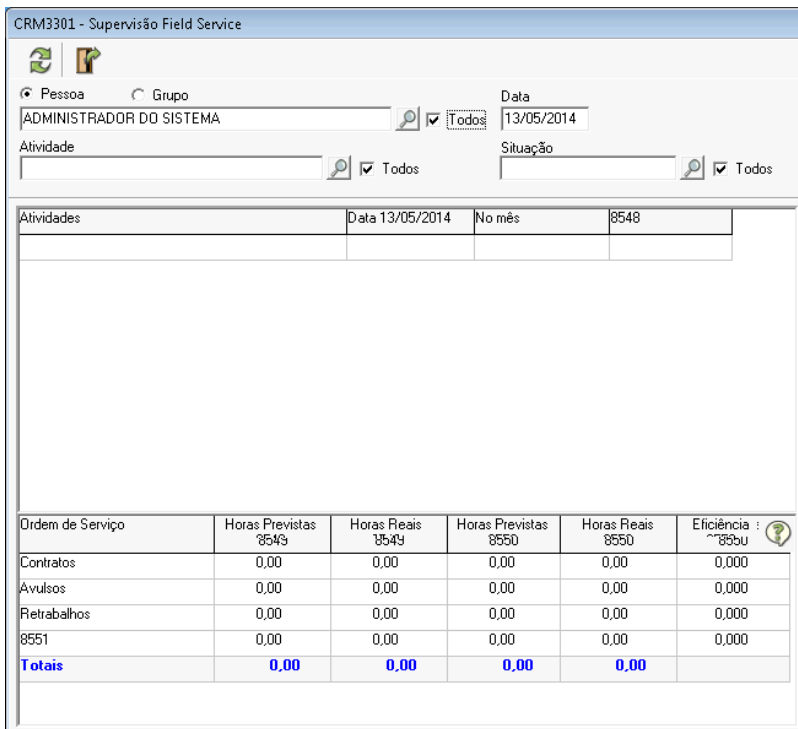 CRM3301 - Supervisão Field Service
Pessoa Grupo Data
ADMINISTRADOR DO SISTEMA Todos 13/05/2014
Atividade Situação
Todos Todos
Atividades Data 13/05/2014 No mês 8548
Ordem de Serviço Horas Previstas Horas Reais Horas Previstas Horas Reais Eficiência
8549 8549 8550 8550 8550
Contratos 0,00 0,00 0,00 0,00 0,000
Avulsos 0,00 0,00 0,00 0,00 0,000
Retrabalhos 0,00 0,00 0,00 0,00 0,000
8551 0,00 0,00 0,00 0,00 0,000
Totais 0,00 0,00 0,00 0,00